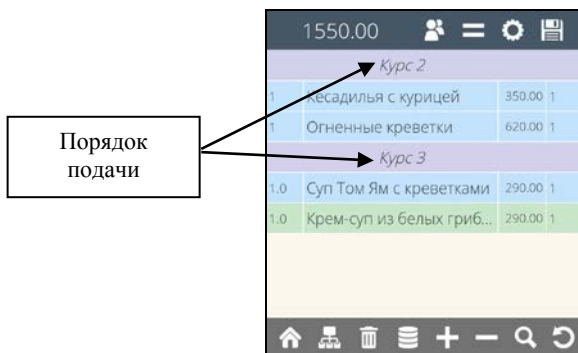 1550.00
Курс 2
1 Кесадилья с курицей 350.00 1
1 Огненные креветки 620.00 1
Порядок
подачи
Курс 3
1.0 Суп Том Ям с креветками 290.00 1
1.0 Крем-суп из белых гриб... 290.00 1